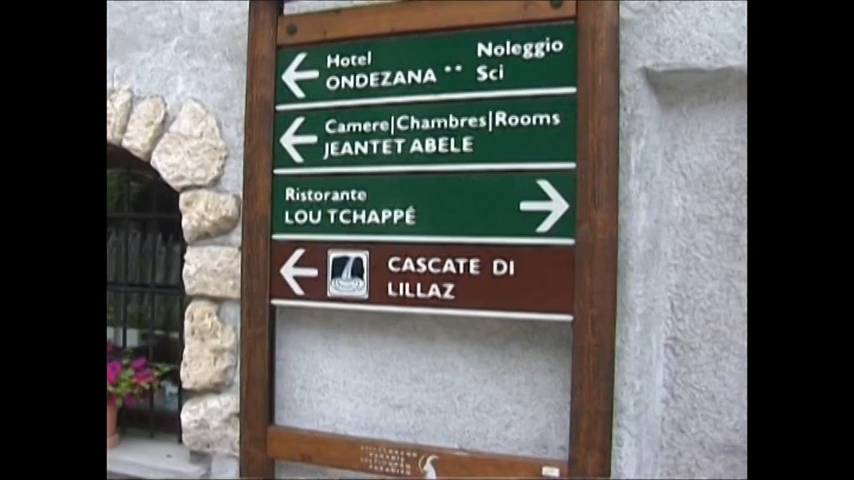 Hotel Noleggio
ONDEZANA ** Sci
Camere|Chambres|Rooms
JEANTET ABELE
Ristorante
LOU TCHAPPÉ
CASCATE DI
LILLAZ